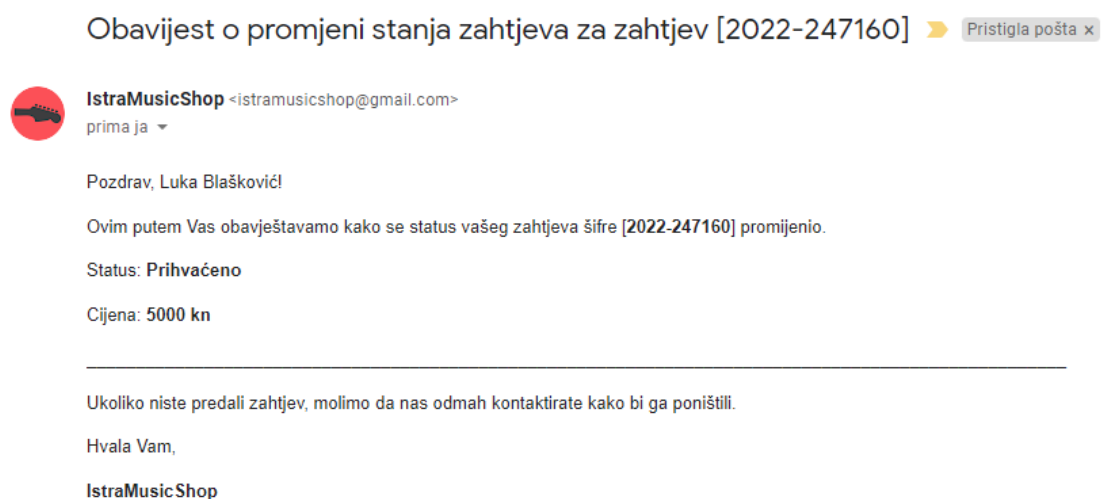 Obavijest o promjeni stanja zahtjeva za zahtjev [2022-247160] Pristigla pošta ×
IstraMusicShop <istramusicshop@gmail.com>
prima ja
Pozdrav, Luka Blašković!
Ovim putem Vas obavještavamo kako se status vašeg zahtjeva šifre [2022-247160] promijenio.
Status: Prihvaćeno
Cijena: 5000 kn
Ukoliko niste predali zahtjev, molimo da nas odmah kontaktirate kako bi ga poništili.
Hvala Vam,
IstraMusicShop